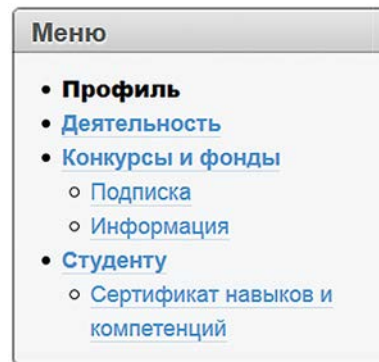 Меню
Профиль
Деятельность
Конкурсы и фонды
Подписка
Информация
Студенту
Сертификат навыков и
компетенций